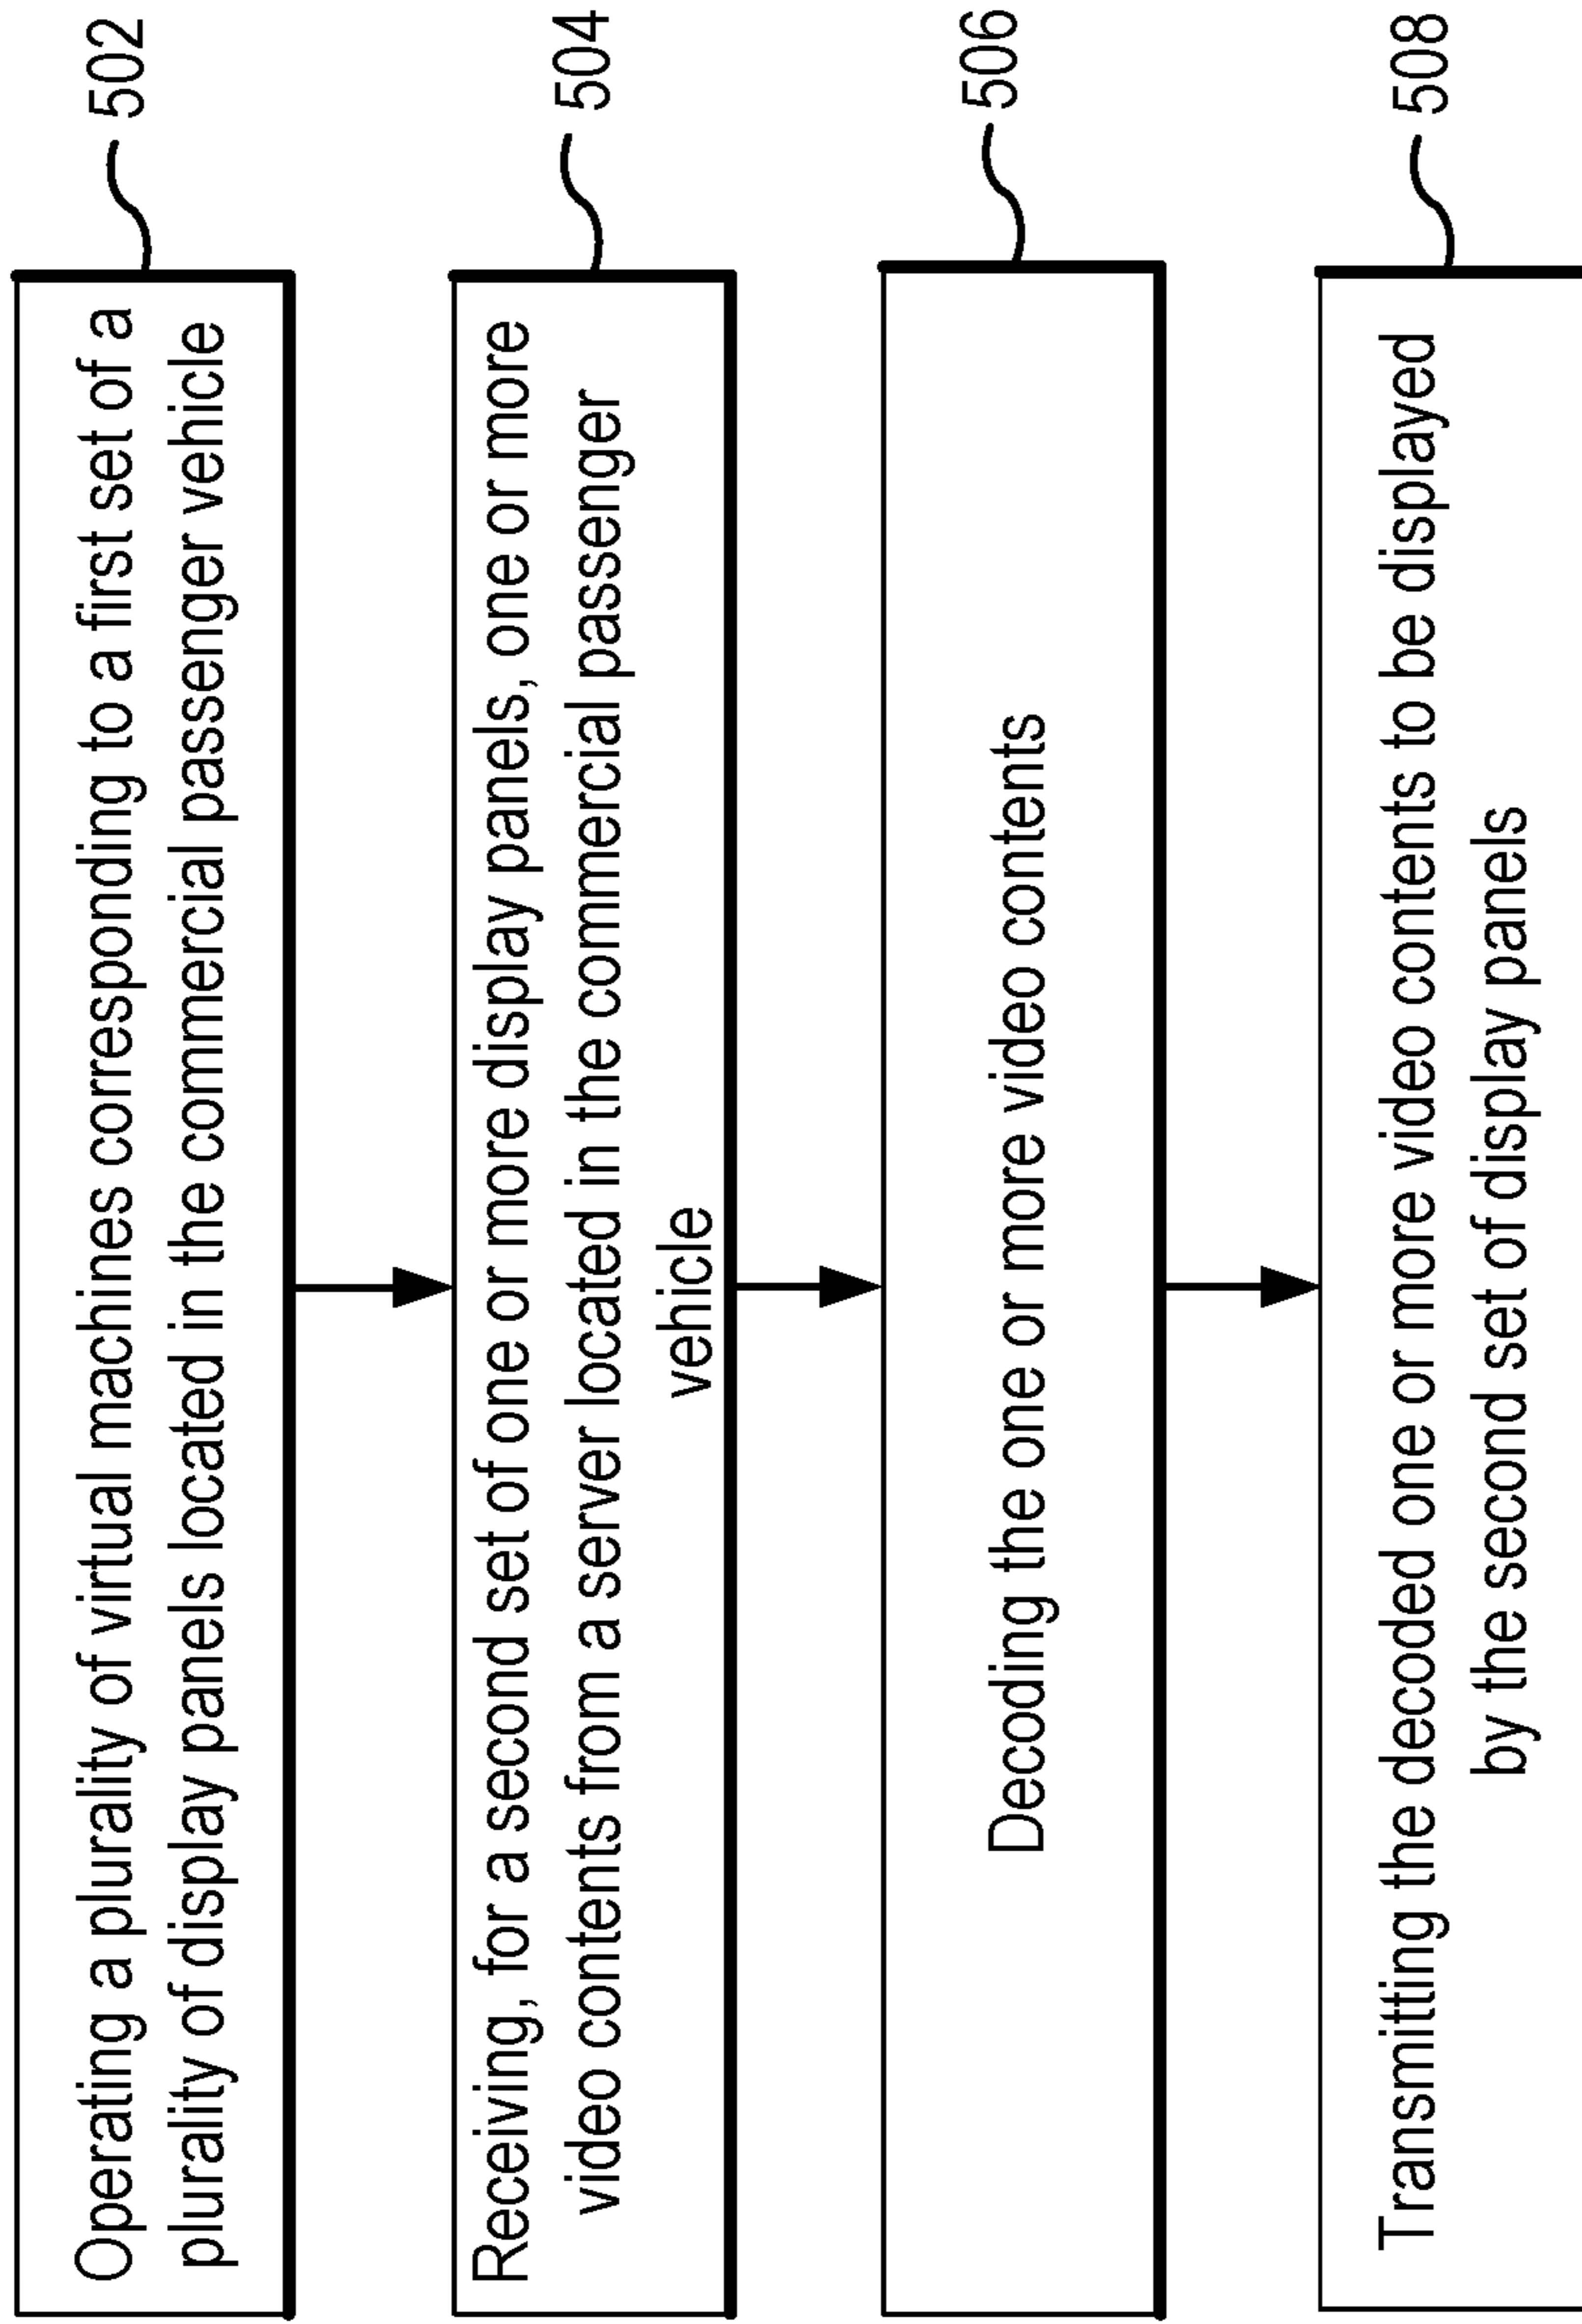 Operating a plurality of virtual machines corresponding to a first set of a
plurality of display panels located in the commercial passenger vehicle
502
Receiving, for a second set of one or more display panels, one or more
video contents from a server located in the commercial passenger
vehicle
504
Decoding the one or more video contents
506
Transmitting the decoded one or more video contents to be displayed
by the second set of display panels
508